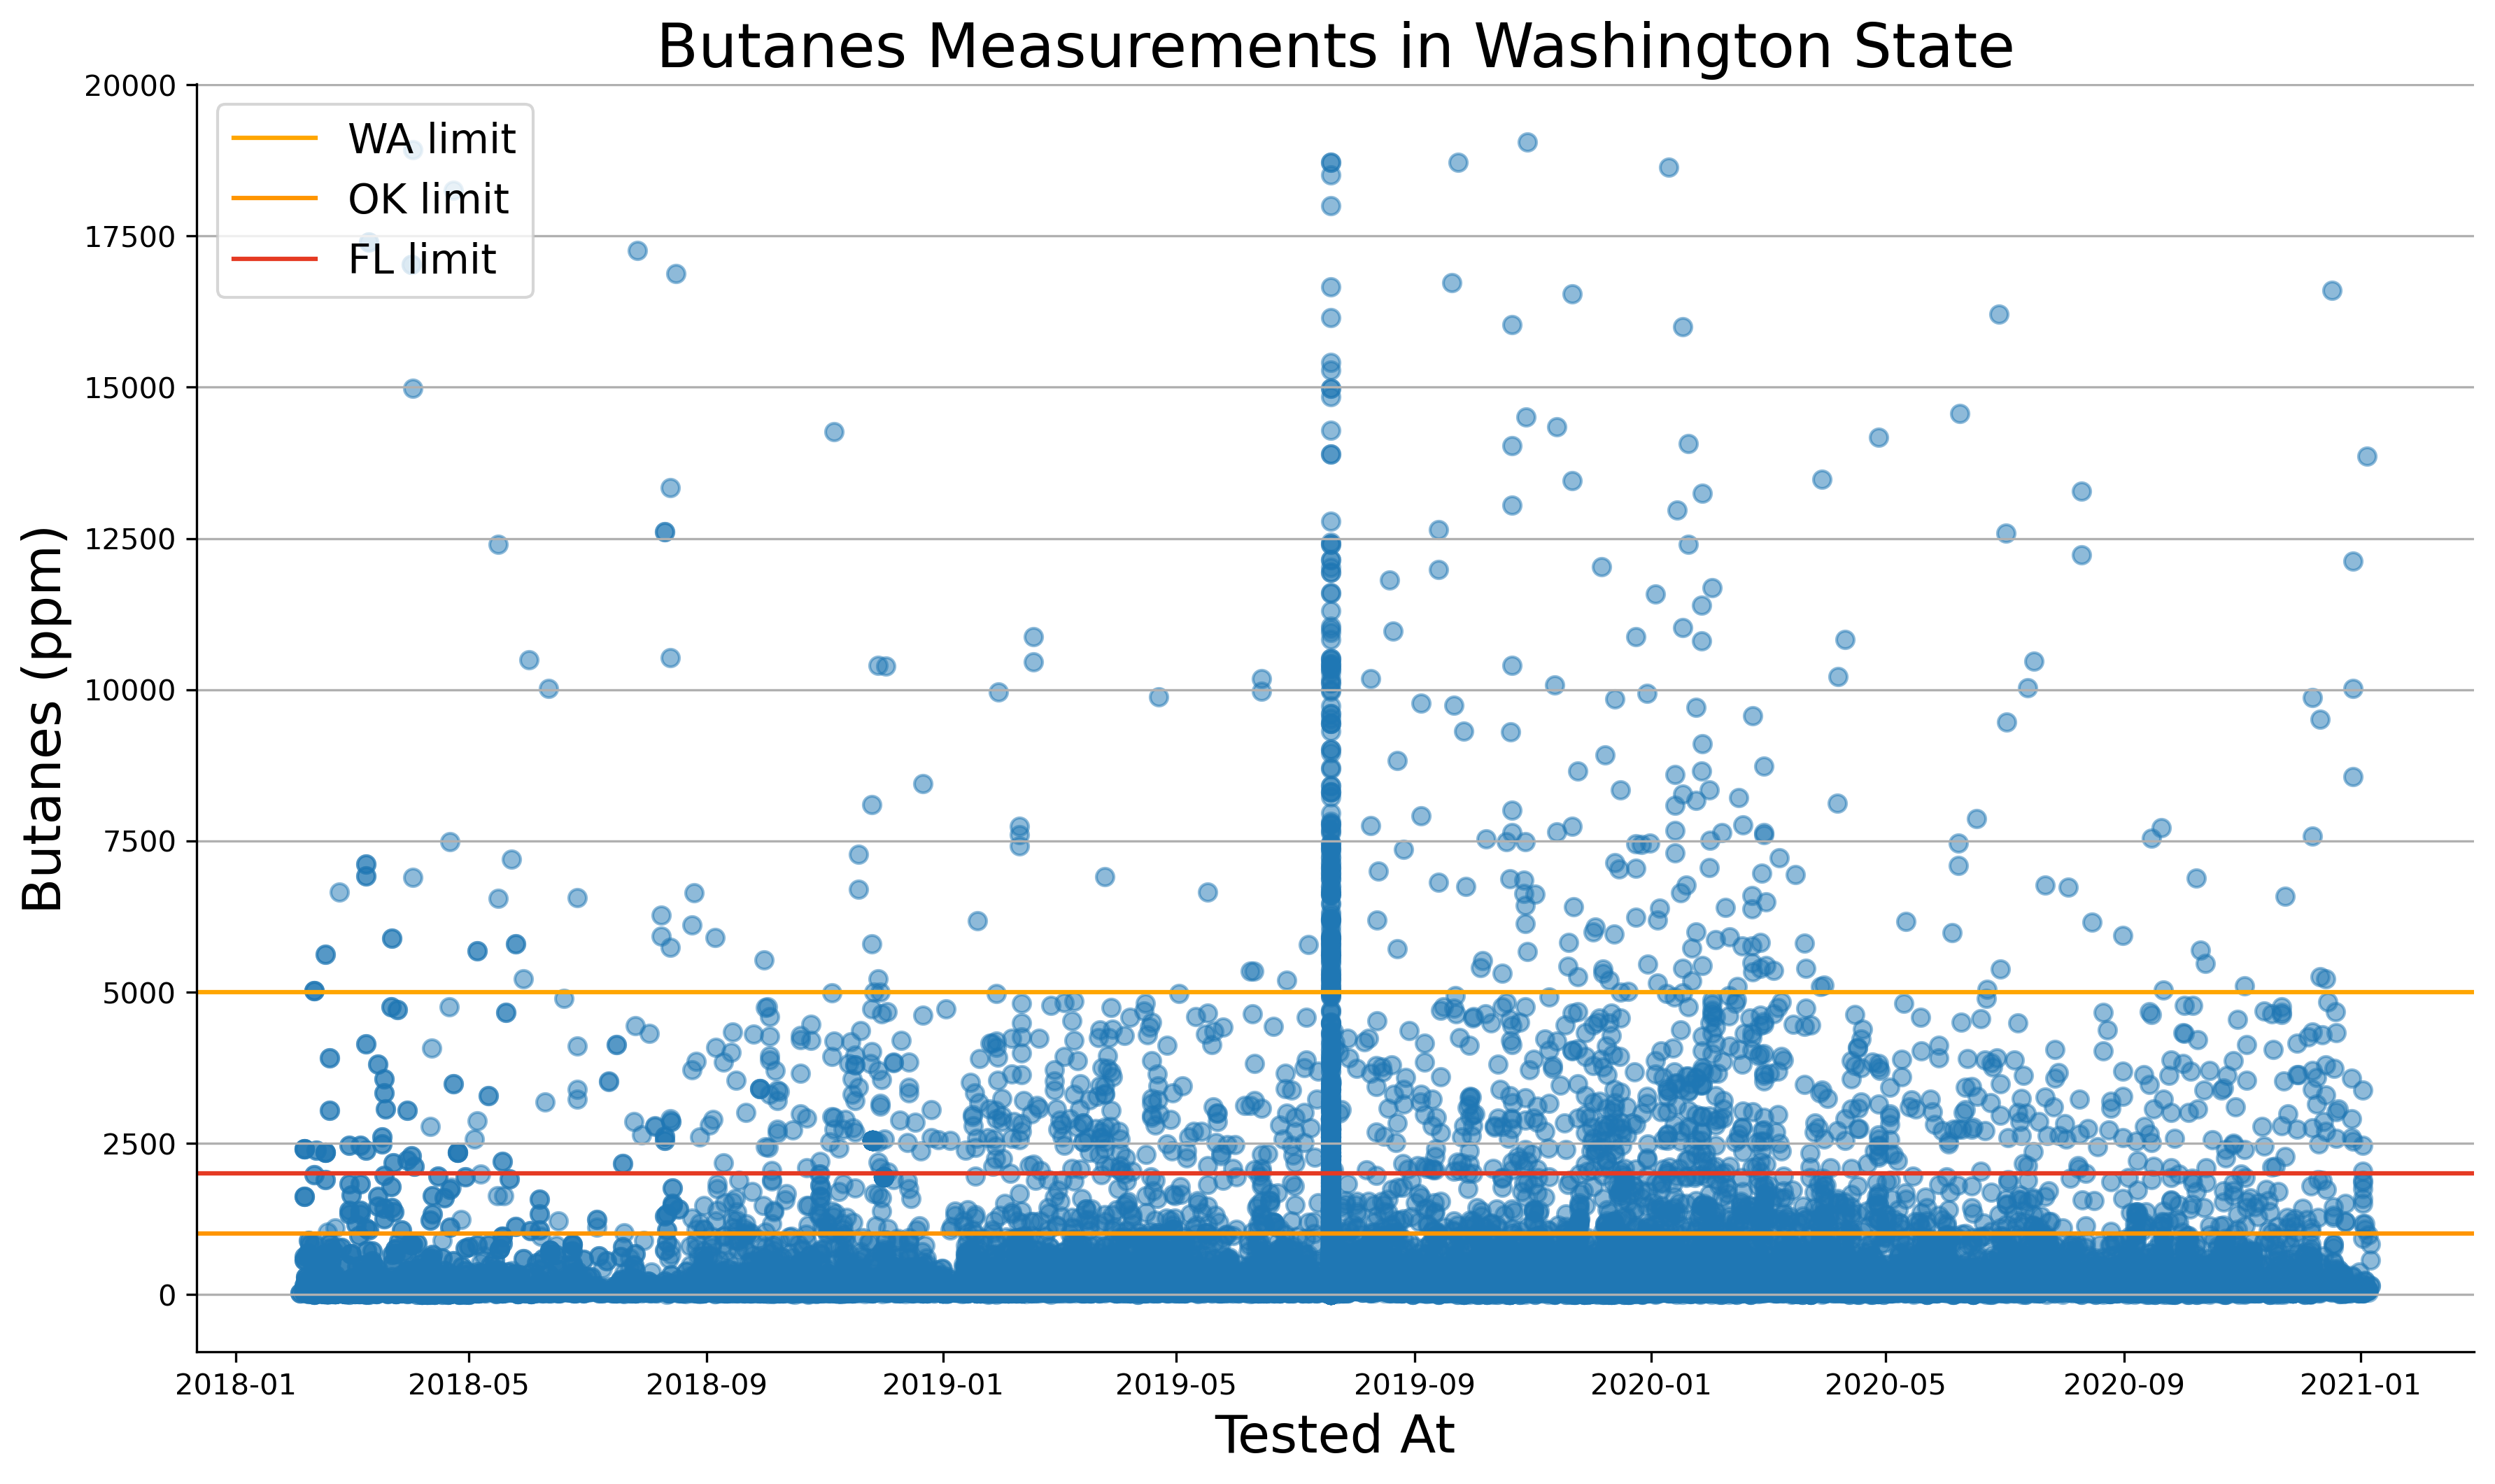 Butanes Measurements in Washington State
20000
17500
15000
12500
10000
7500
5000
2500
0
WA limit
OK limit
FL limit
Butanes (ppm)
2018-01 2018-05 2018-09 2019-01 2019-05 2019-09 2020-01 2020-05 2020-09 2021-01
Tested At